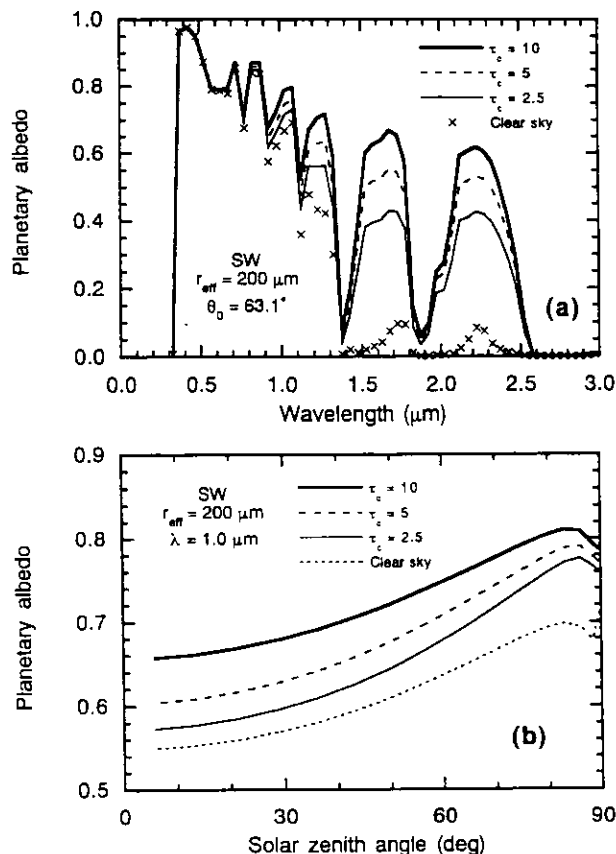 1.0
0.8
0.6
0.4
0.2
0.0
Planetary albedo
τc = 10
τc = 5
τc = 2.5
Clear sky
SW
reff = 200 μm
θ0 = 63.1°
(a)
0.0 0.5 1.0 1.5 2.0 2.5 3.0
Wavelength (μm)
0.9
0.8
0.7
0.6
0.5
Planetary albedo
SW
reff = 200 μm
λ = 1.0 μm
τc = 10
τc = 5
τc = 2.5
Clear sky
(b)
0 30 60 90
Solar zenith angle (deg)